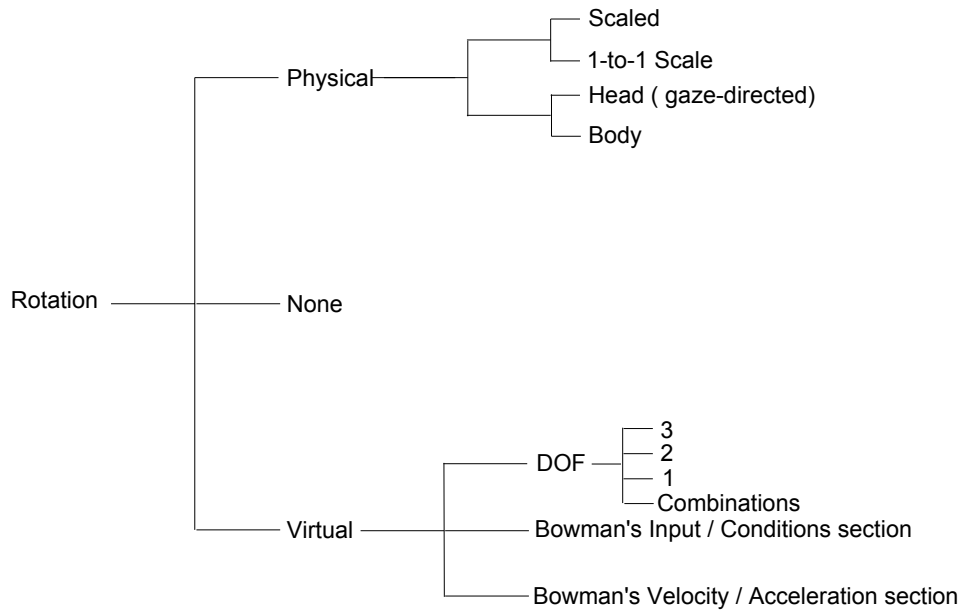 Scaled
1-to-1 Scale
Physical
Head ( gaze-directed)
Body
Rotation
None
3
2
DOF
1
Combinations
Virtual
Bowman's Input / Conditions section
Bowman's Velocity / Acceleration section